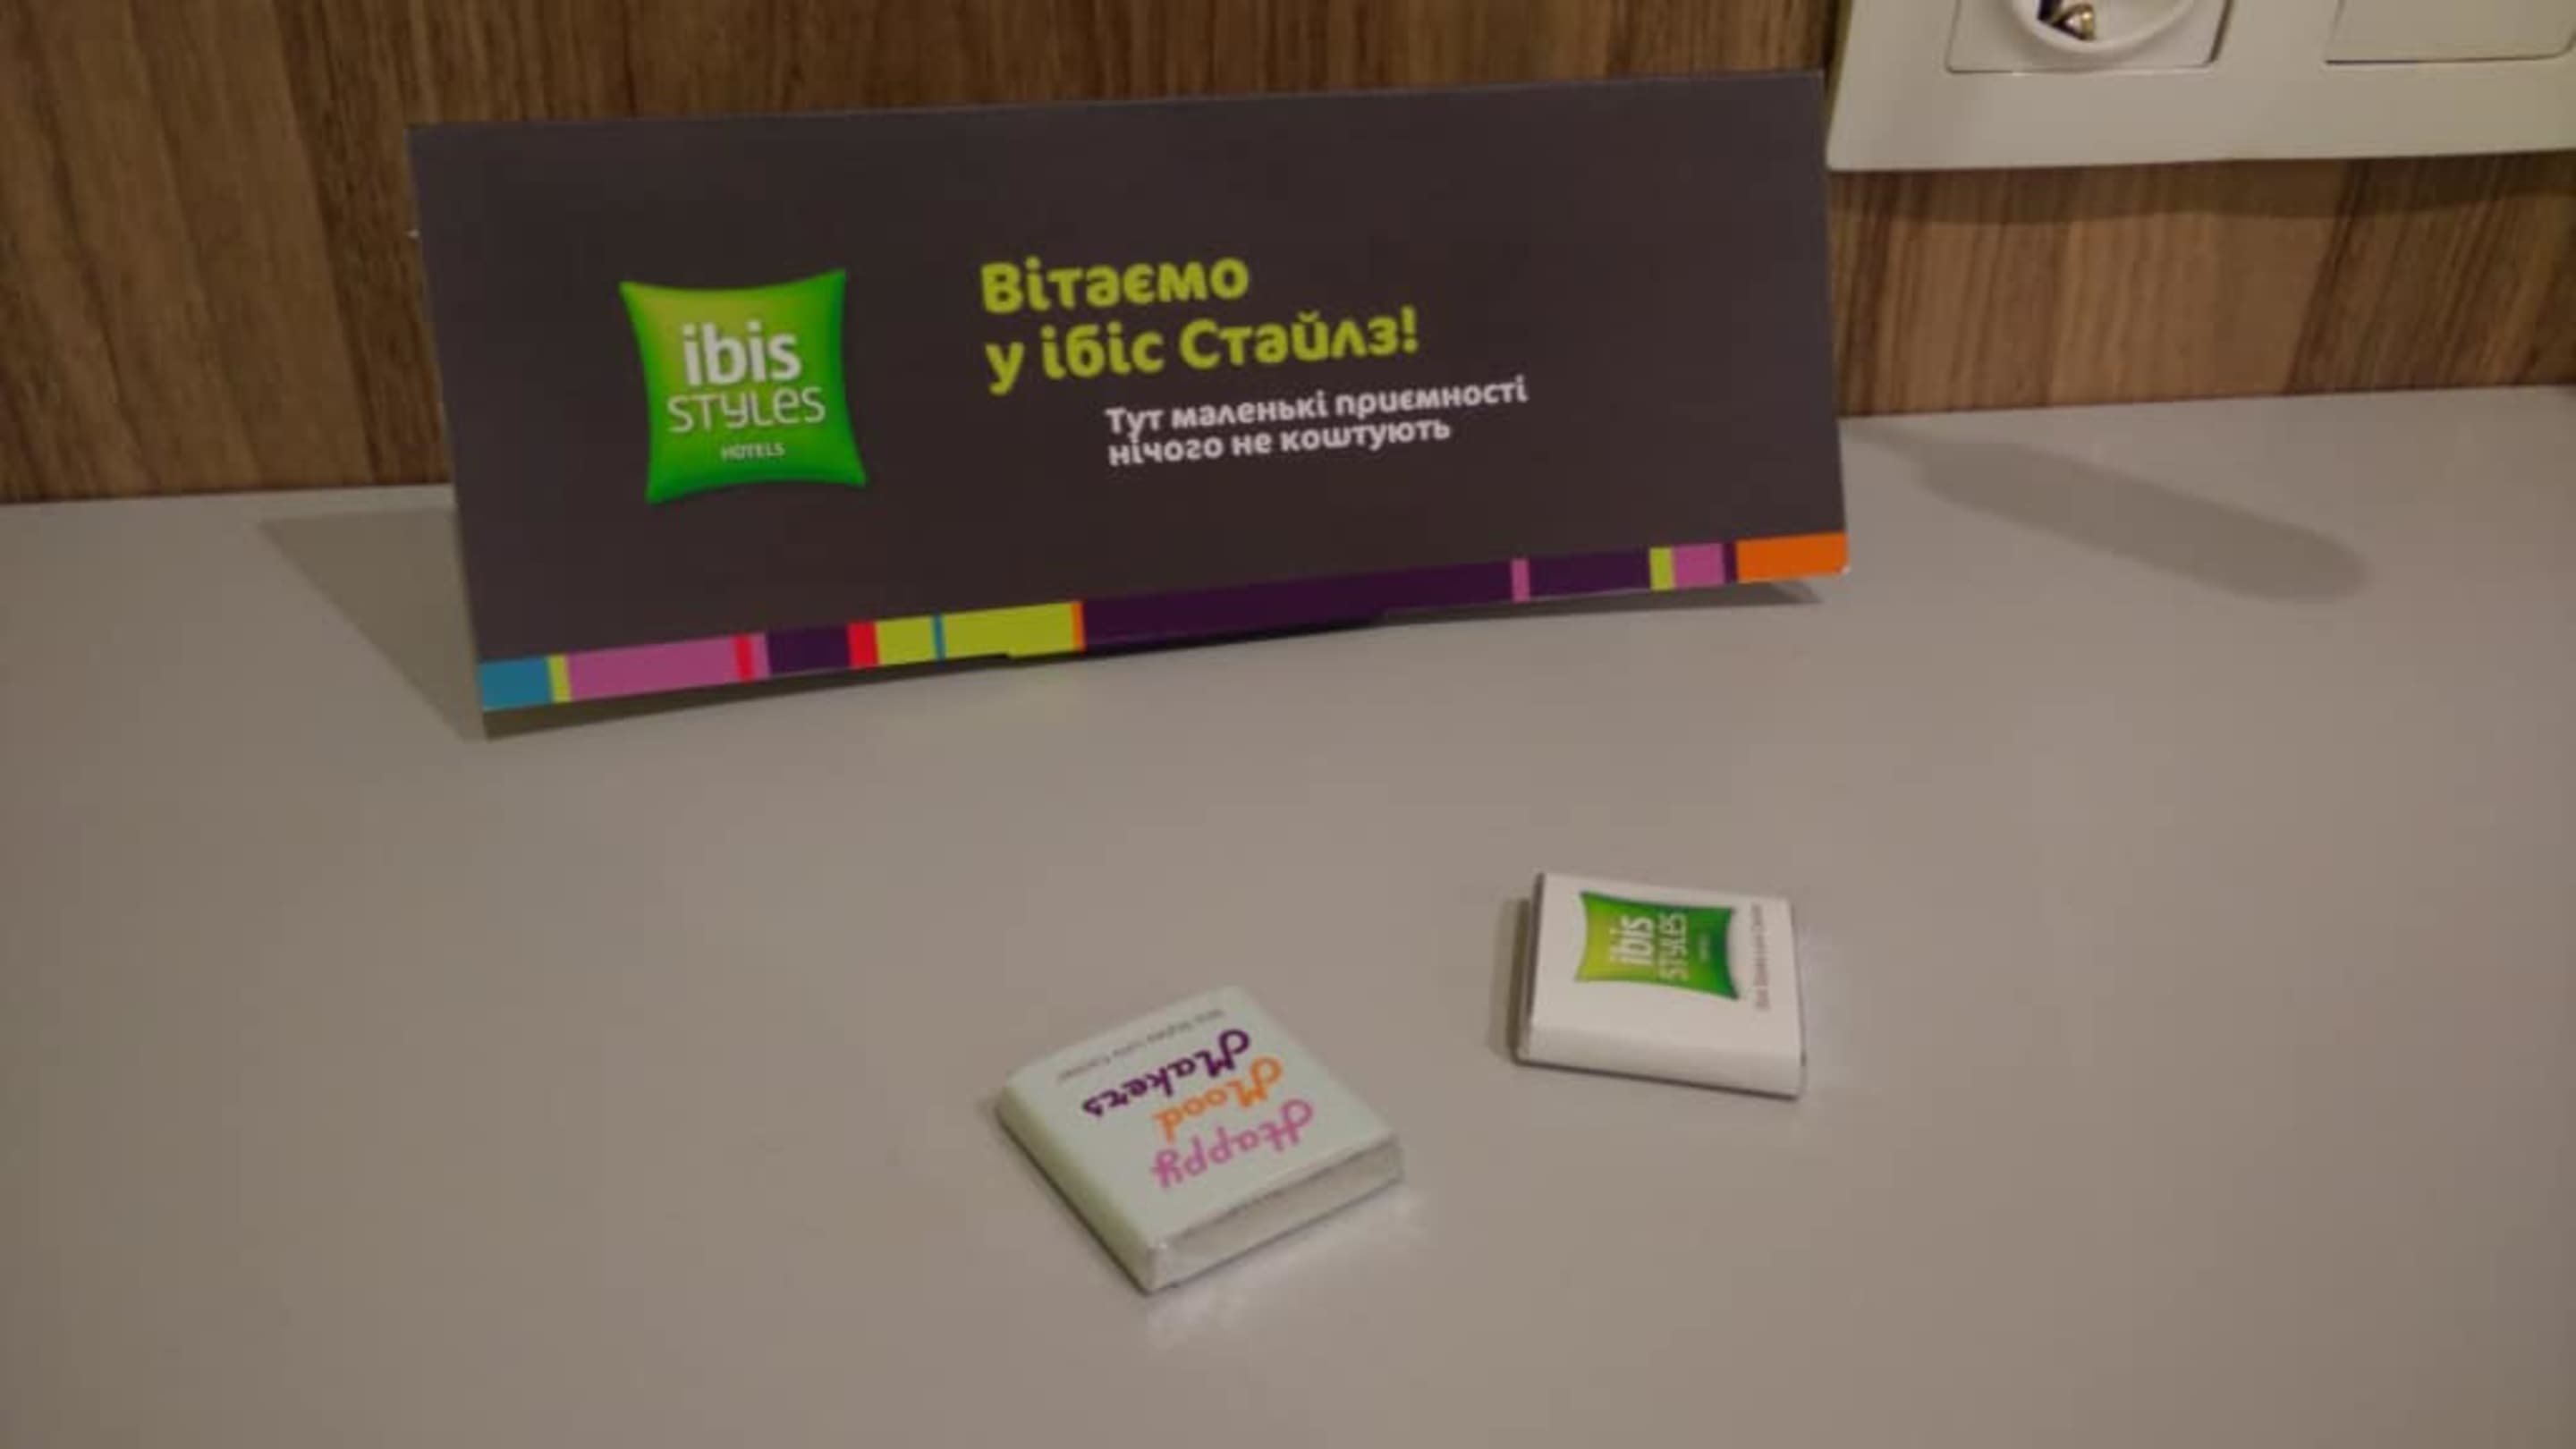 ibis
STYLES
HOTELS
Вітаємо
у ібіс Стайлз!
Тут маленькі приємності
нічого не коштують
ibis
STYLES
Happy
Mood
Makers